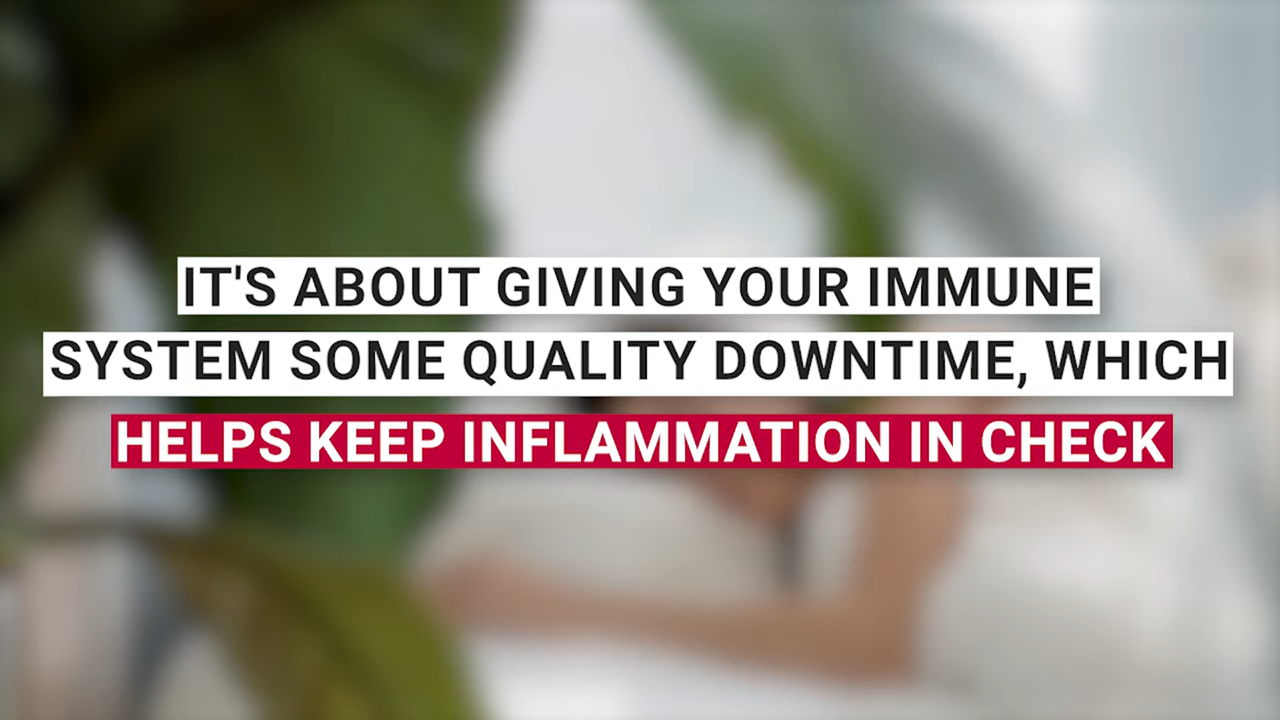 IT'S ABOUT GIVING YOUR IMMUNE
SYSTEM SOME QUALITY DOWNTIME, WHICH
HELPS KEEP INFLAMMATION IN CHECK